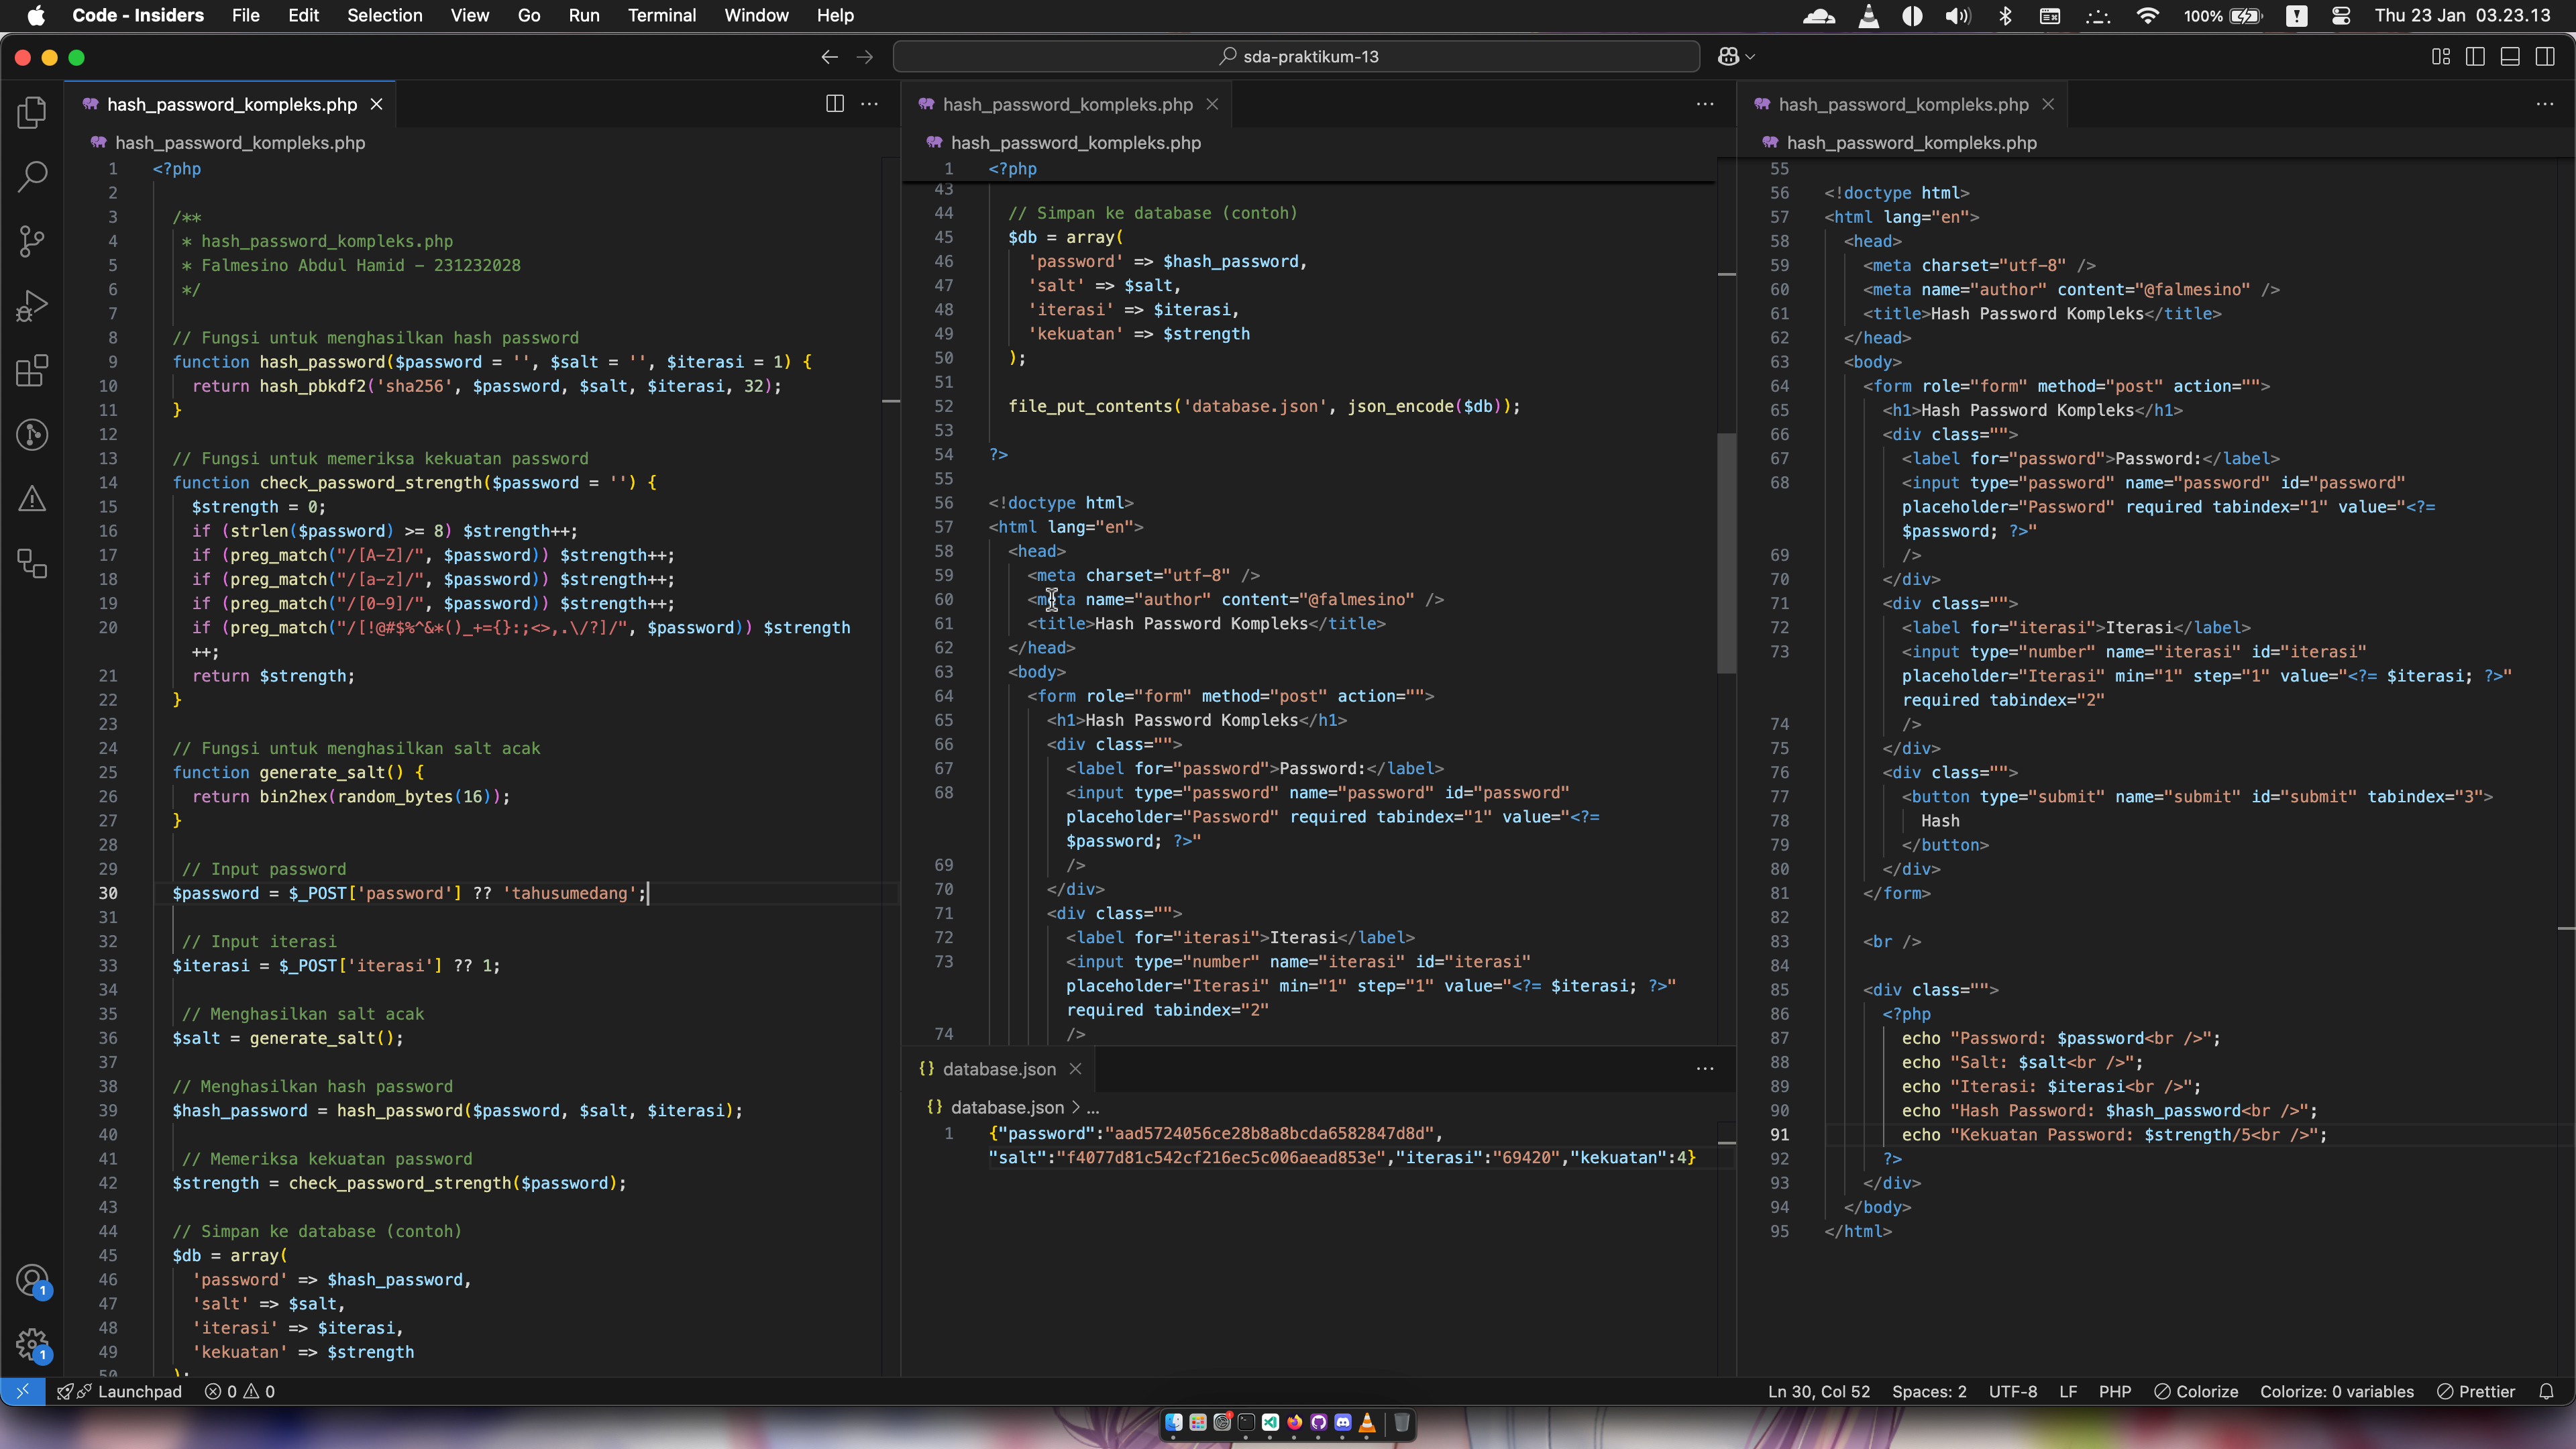 Code - Insiders File Edit Selection View Go Run Terminal Window Help 100% Thu 23 Jan 03.23.13
sda-praktikum-13
hash_password_kompleks.php
hash_password_kompleks.php
1 <?php
2
3 /**
4 * hash_password_kompleks.php
5 * Falmesino Abdul Hamid - 231232028
6 */
7
8 // Fungsi untuk menghasilkan hash password
9 function hash_password($password = '', $salt = '', $iterasi = 1) {
10 return hash_pbkdf2('sha256', $password, $salt, $iterasi, 32);
11 }
12
13 // Fungsi untuk memeriksa kekuatan password
14 function check_password_strength($password = '') {
15 $strength = 0;
16 if (strlen($password) >= 8) $strength++;
17 if (preg_match("/[A-Z]/", $password)) $strength++;
18 if (preg_match("/[a-z]/", $password)) $strength++;
19 if (preg_match("/[0-9]/", $password)) $strength++;
20 if (preg_match("/[!@#$%^&*()_+={}:;<>,.\/?]/", $password)) $strength
++;
21 return $strength;
22 }
23
24 // Fungsi untuk menghasilkan salt acak
25 function generate_salt() {
26 return bin2hex(random_bytes(16));
27 }
28
29 // Input password
30 $password = $_POST['password'] ?? 'tahusumedang';
31
32 // Input iterasi
33 $iterasi = $_POST['iterasi'] ?? 1;
34
35 // Menghasilkan salt acak
36 $salt = generate_salt();
37
38 // Menghasilkan hash password
39 $hash_password = hash_password($password, $salt, $iterasi);
40
41 // Memeriksa kekuatan password
42 $strength = check_password_strength($password);
43
44 // Simpan ke database (contoh)
45 $db = array(
46 'password' => $hash_password,
47 'salt' => $salt,
48 'iterasi' => $iterasi,
49 'kekuatan' => $strength
50 );
hash_password_kompleks.php
hash_password_kompleks.php
1 <?php
43
44 // Simpan ke database (contoh)
45 $db = array(
46 'password' => $hash_password,
47 'salt' => $salt,
48 'iterasi' => $iterasi,
49 'kekuatan' => $strength
50 );
51
52 file_put_contents('database.json', json_encode($db));
53
54 ?>
55
56 <!doctype html>
57 <html lang="en">
58 <head>
59 <meta charset="utf-8" />
60 <meta name="author" content="@falmesino" />
61 <title>Hash Password Kompleks</title>
62 </head>
63 <body>
64 <form role="form" method="post" action="">
65 <h1>Hash Password Kompleks</h1>
66 <div class="">
67 <label for="password">Password:</label>
68 <input type="password" name="password" id="password"
placeholder="Password" required tabindex="1" value="<?=
$password; ?>"
69 />
70 </div>
71 <div class="">
72 <label for="iterasi">Iterasi</label>
73 <input type="number" name="iterasi" id="iterasi"
placeholder="Iterasi" min="1" step="1" value="<?= $iterasi; ?>"
required tabindex="2"
74 />
database.json
database.json > ...
1 {"password":"aad5724056ce28b8a8bcda6582847d8d",
"salt":"f4077d81c542cf216ec5c006aead853e","iterasi":"69420","kekuatan":4}
hash_password_kompleks.php
hash_password_kompleks.php
55
56 <!doctype html>
57 <html lang="en">
58 <head>
59 <meta charset="utf-8" />
60 <meta name="author" content="@falmesino" />
61 <title>Hash Password Kompleks</title>
62 </head>
63 <body>
64 <form role="form" method="post" action="">
65 <h1>Hash Password Kompleks</h1>
66 <div class="">
67 <label for="password">Password:</label>
68 <input type="password" name="password" id="password"
placeholder="Password" required tabindex="1" value="<?=
$password; ?>"
69 />
70 </div>
71 <div class="">
72 <label for="iterasi">Iterasi</label>
73 <input type="number" name="iterasi" id="iterasi"
placeholder="Iterasi" min="1" step="1" value="<?= $iterasi; ?>"
required tabindex="2"
74 />
75 </div>
76 <div class="">
77 <button type="submit" name="submit" id="submit" tabindex="3">
78 Hash
79 </button>
80 </div>
81 </form>
82
83 <br />
84
85 <div class="">
86 <?php
87 echo "Password: $password<br />";
88 echo "Salt: $salt<br />";
89 echo "Iterasi: $iterasi<br />";
90 echo "Hash Password: $hash_password<br />";
91 echo "Kekuatan Password: $strength/5<br />";
92 ?>
93 </div>
94 </body>
95 </html>
1
1
Launchpad 0 0 Ln 30, Col 52 Spaces: 2 UTF-8 LF PHP Colorize Colorize: 0 variables Prettier